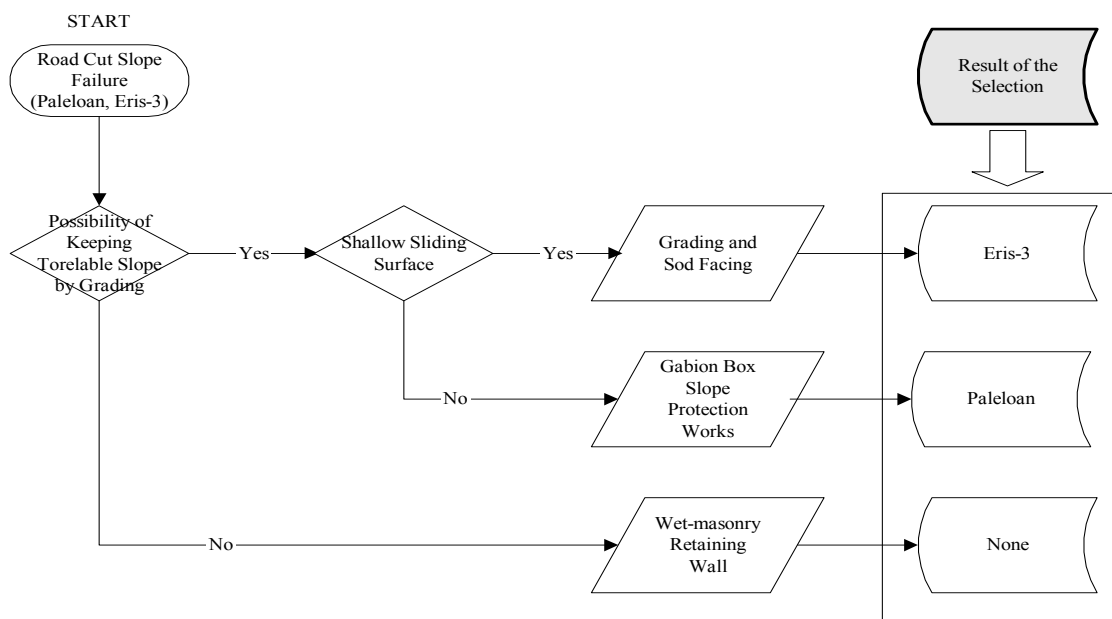 START
Road Cut Slope
Failure
(Paleloan, Eris-3)
Result of the
Selection
Possibility of
Keeping
Torelable Slope
by Grading
Yes
Shallow Sliding
Surface
Yes
Grading and
Sod Facing
Eris-3
No
Gabion Box
Slope
Protection
Works
Paleloan
No
Wet-masonry
Retaining
Wall
None